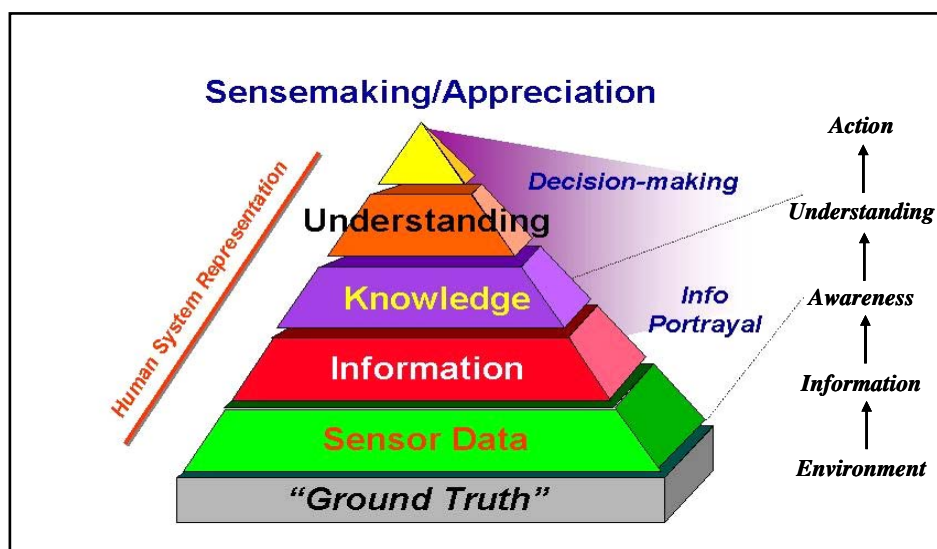 Sensemaking/Appreciation
Human System Representation
Understanding
Knowledge
Information
Sensor Data
“Ground Truth”
Decision-making
Info
Portrayal
Action
Understanding
Awareness
Information
Environment